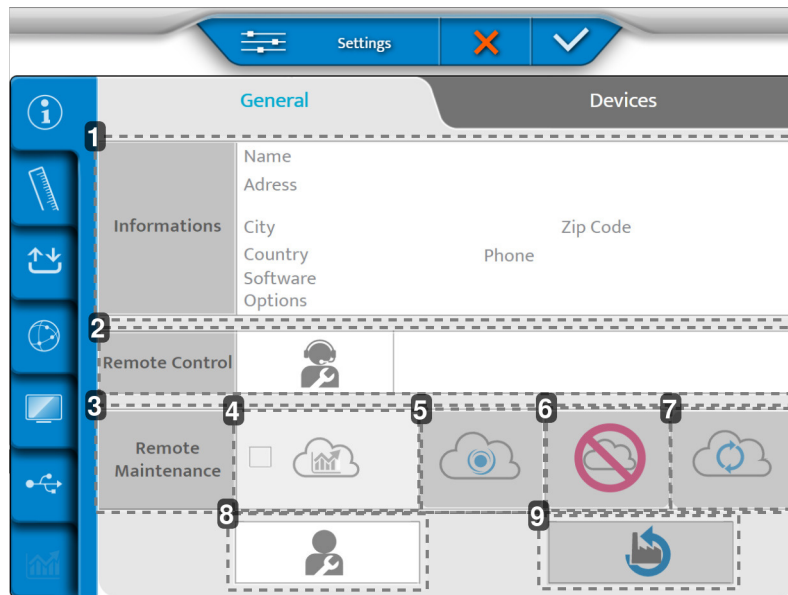 Settings
General
Devices
1
Informations
Name
Adress
City
Zip Code
Country
Phone
Software
Options
2
Remote Control
3
Remote
Maintenance
4
5
6
7
8
9